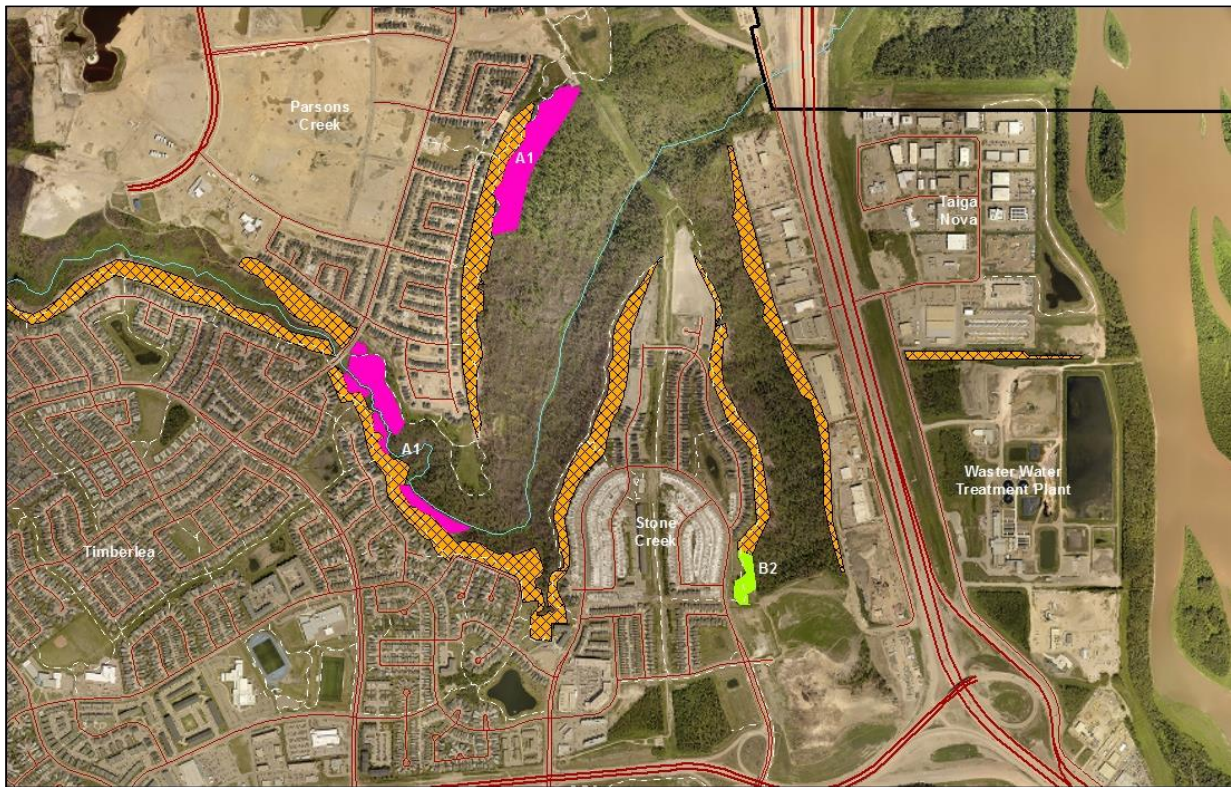 Parsons
Creek
A1
Taiga
Nova
A1
Waster Water
Treatment Plant
Stone
Creek
Timberlea
B2